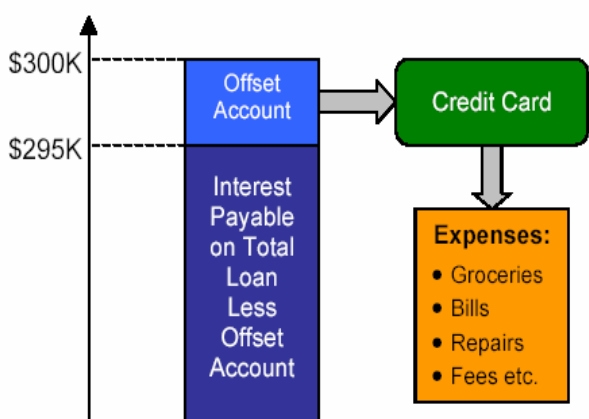 $300K
$295K
Offset
Account
Interest
Payable
on Total
Loan
Less
Offset
Account
Credit Card
Expenses:
• Groceries
• Bills
• Repairs
• Fees etc.